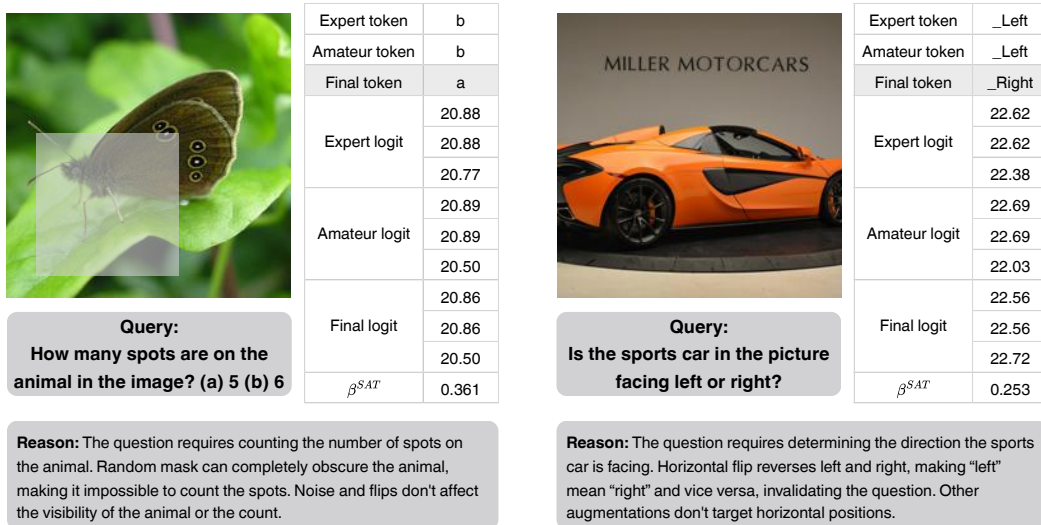 Expert token b
Amateur token b
Final token a
Expert logit
20.88
20.88
20.77
Amateur logit
20.89
20.89
20.50
Final logit
20.86
20.86
20.50
β^SAT 0.361
Query:
How many spots are on the
animal in the image? (a) 5 (b) 6
Reason: The question requires counting the number of spots on
the animal. Random mask can completely obscure the animal,
making it impossible to count the spots. Noise and flips don't affect
the visibility of the animal or the count.
MILLER MOTORCARS
Expert token _Left
Amateur token _Left
Final token _Right
Expert logit
22.62
22.62
22.38
Amateur logit
22.69
22.69
22.03
Final logit
22.56
22.56
22.72
β^SAT 0.253
Query:
Is the sports car in the picture
facing left or right?
Reason: The question requires determining the direction the sports
car is facing. Horizontal flip reverses left and right, making “left”
mean “right” and vice versa, invalidating the question. Other
augmentations don't target horizontal positions.